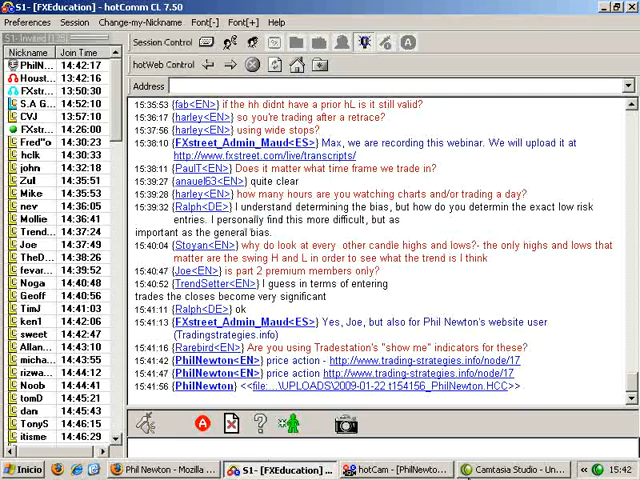 S1- [FXEducation] - hotComm CL 7.50
Preferences Session Change-my-Nickname Font[-] Font[+] Help
S1- Invited
Session Control
hotWeb Control
Address
Nickname Join Time
PhilN... 14:42:17
Houst... 13:42:16
FXstr... 13:50:30
S.A G... 14:52:10
CVJ 13:57:10
FXstr... 14:26:00
Fred"o 14:30:23
hclk 14:30:33
john 14:18
Zul 14:35:51
Mike 14:35:53
nev 14:36:05
Mollie 14:36:41
Trend... 14:37:24
Joe 14:37:49
TheD... 14:38:26
fevar... 14:39:08
Noga 14:40:48
Geoff 14:40:56
TimJ 14:41:03
ken1 14:42:06
sweet 14:42:47
Allan... 14:43:10
micha... 14:43:55
rizwa... 14:44:12
Noob 14:44:41
tomD 14:45:21
dan 14:45:43
TonyS 14:46:15
itisme 14:46:29
15:35:53 (fab<EN>) if the hh didnt have a prior hL is it still valid?
15:36:17 (harley<EN>) so you're trading after a retrace?
15:37:56 (harley<EN>) using wide stops?
15:38:10 (FXstreet_Admin_Maud<ES>) Max, we are recording this webinar. We will upload it at
http://www.fxstreet.com/live/transcripts/
15:38:11 (PaulT<EN>) Does it matter what time frame we trade in?
15:39:27 (anauel63<EN>) quite clear
15:39:28 (harley<EN>) how many hours are you watching charts and/or trading a day?
15:39:32 (Ralph<DE>) I understand determining the bias, but how do you determin the exact low risk
entries. I personally find this more difficult, but as
important as the general bias.
15:40:04 (Stoyan<EN>) why do look at every other candle highs and lows?- the only highs and lows that
matter are the swing H and L in order to see what the trend is I think
15:40:47 (Joe<EN>) is part 2 premium members only?
15:40:52 (TrendSetter<EN>) I guess in terms of entering
trades the closes become very significant
15:41:11 (Ralph<DE>) ok
15:41:13 (FXstreet_Admin_Maud<ES>) Yes, Joe, but also for Phil Newton's website user
(Tradingstrategies.info)
15:41:16 (Rarebird<EN>) Are you using Tradestation's "show me" indicators for these?
15:41:42 (PhilNewton<EN>) price action - http://www.trading-strategies.info/node/17
15:41:47 (PhilNewton<EN>) price action http://www.trading-strategies.info/node/17
15:41:56 (PhilNewton) <<file:...\UPLOADS\2009-01-22 t154156_PhilNewton.HCC>>
Inicio
Phil Newton - Mozilla ...
S1- [FXEducation] ...
hotCam - [PhilNewto...
Camtasia Studio - Un...
15:42